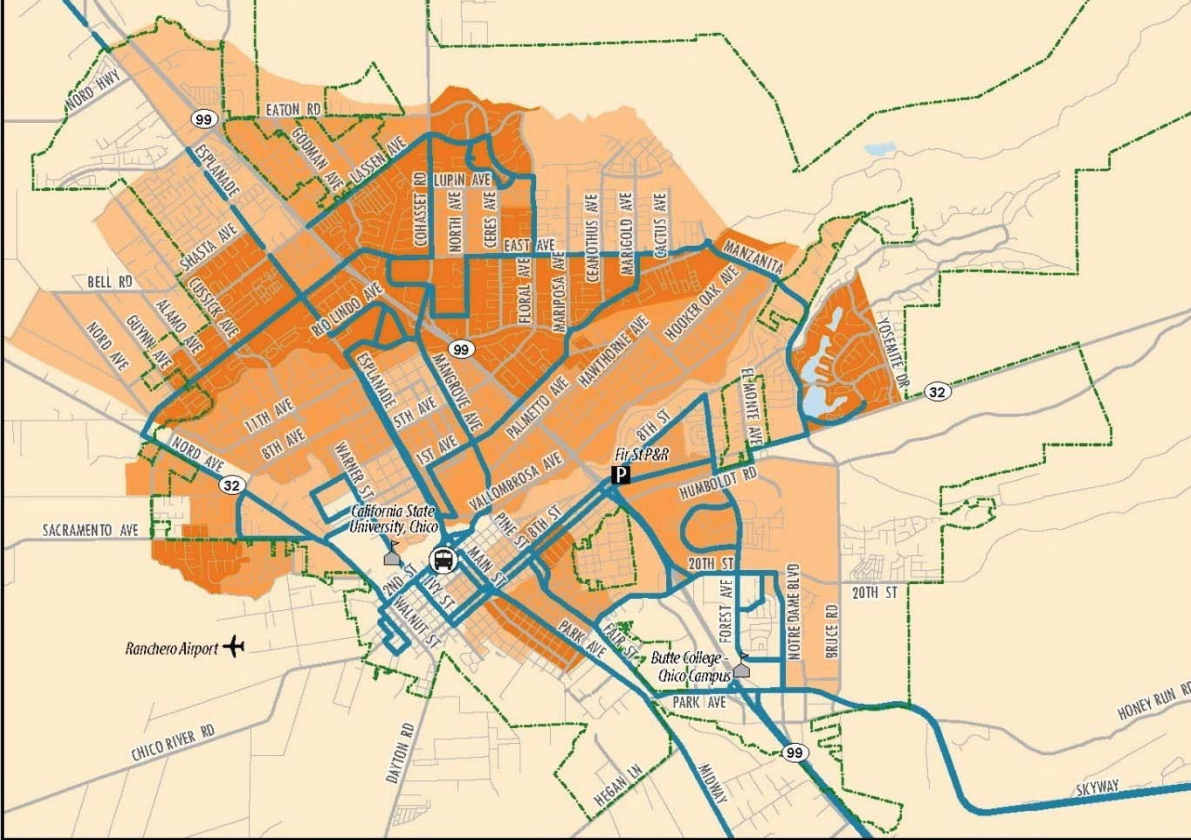 NORD HWY
99
EATON RD
GODMAN AVE
LASSEN AVE
ESPLANADE
COHASSET RD
LUPIN AVE
NORTH AVE
CERES AVE
EAST AVE
CEANOTHUS AVE
MARIGOLD AVE
CACTUS AVE
MANZANITA
SHASTA AVE
BELL RD
CUSSICK AVE
ALAMO AVE
GUYNN AVE
NORD AVE
RIO LINDO AVE
FLORAL AVE
MARIPOSA AVE
HOOKER OAK AVE
HAWTHORNE AVE
YOSEMITE DR
99
ESPLANADE
MANGROVE AVE
PALMETTO AVE
EL MONTE AVE
32
11TH AVE
8TH AVE
5TH AVE
1ST AVE
8TH ST
Fir St P&R
P
NORD AVE
WARNER ST
VALLOMBROSA AVE
HUMBOLDT RD
32
California State
University, Chico
PINE ST
8TH ST
SACRAMENTO AVE
MAIN ST
2ND ST
IVY ST
WALNUT ST
20TH ST
20TH ST
FOREST AVE
NOTRE DAME BLVD
BRUCE RD
Ranchero Airport
PARK AVE
FAIR ST
Butte College -
Chico Campus
PARK AVE
CHICO RIVER RD
DAYTON RD
HEGAN LN
MIDWAY
99
HONEY RUN RD
SKYWAY